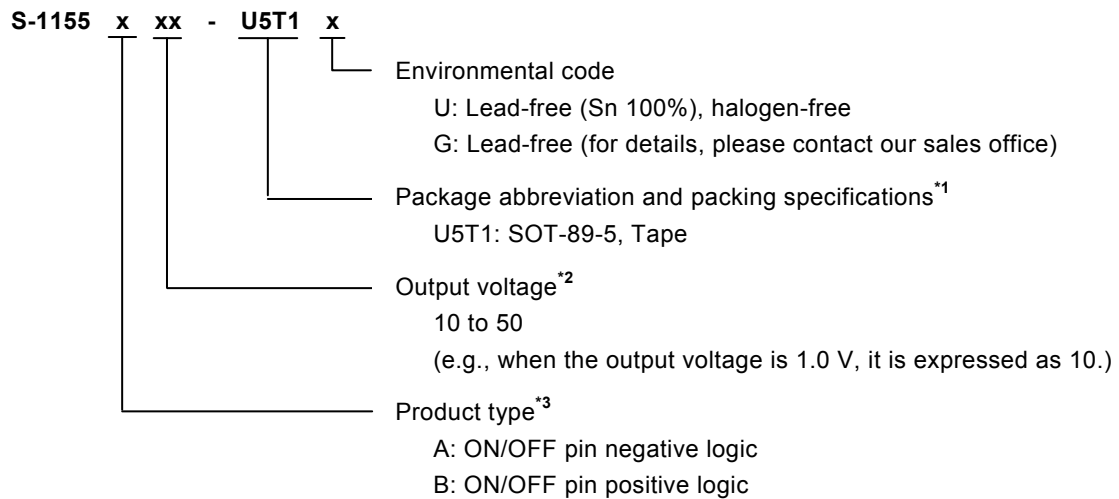 S-1155 x xx - U5T1 x
Environmental code
U: Lead-free (Sn 100%), halogen-free
G: Lead-free (for details, please contact our sales office)
Package abbreviation and packing specifications*1
U5T1: SOT-89-5, Tape
Output voltage*2
10 to 50
(e.g., when the output voltage is 1.0 V, it is expressed as 10.)
Product type*3
A: ON/OFF pin negative logic
B: ON/OFF pin positive logic